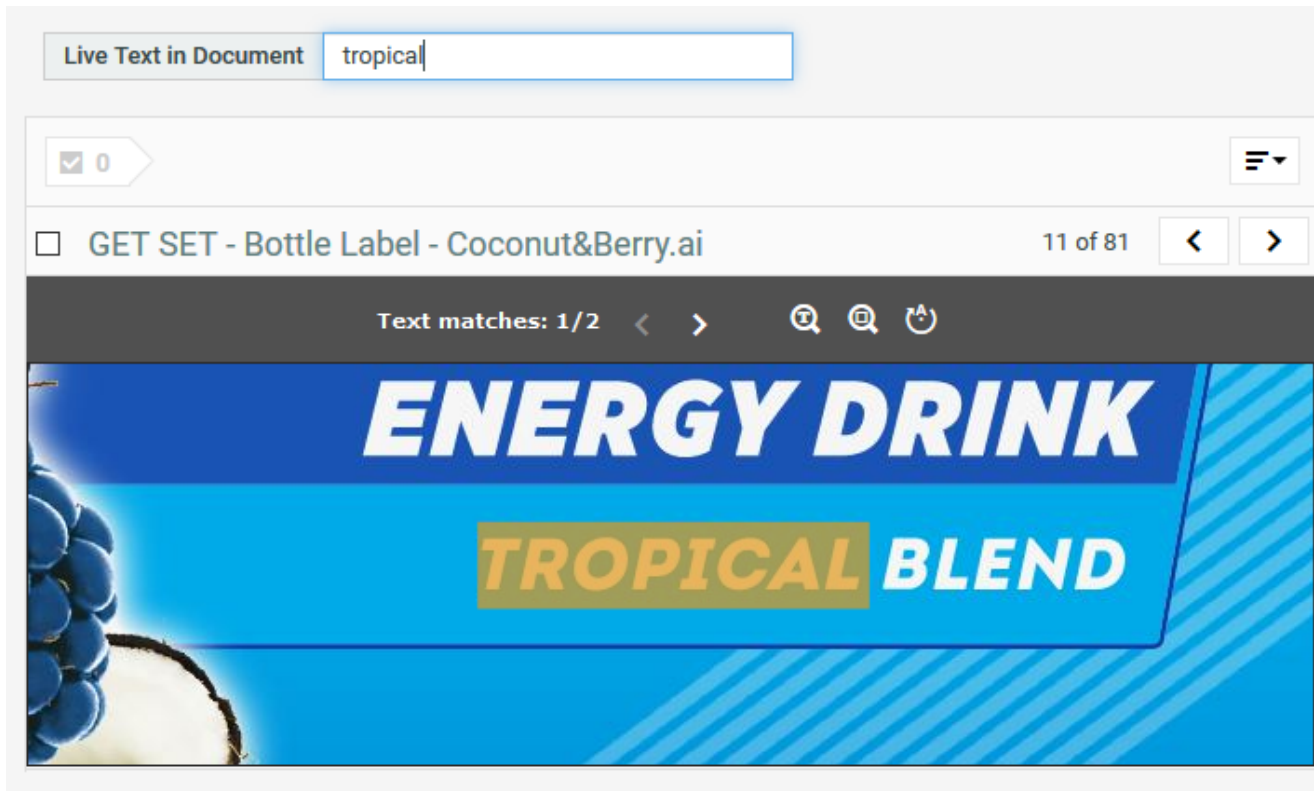 Live Text in Document tropical
0
GET SET - Bottle Label - Coconut&Berry.ai 11 of 81
Text matches: 1/2
ENERGY DRINK
TROPICAL BLEND